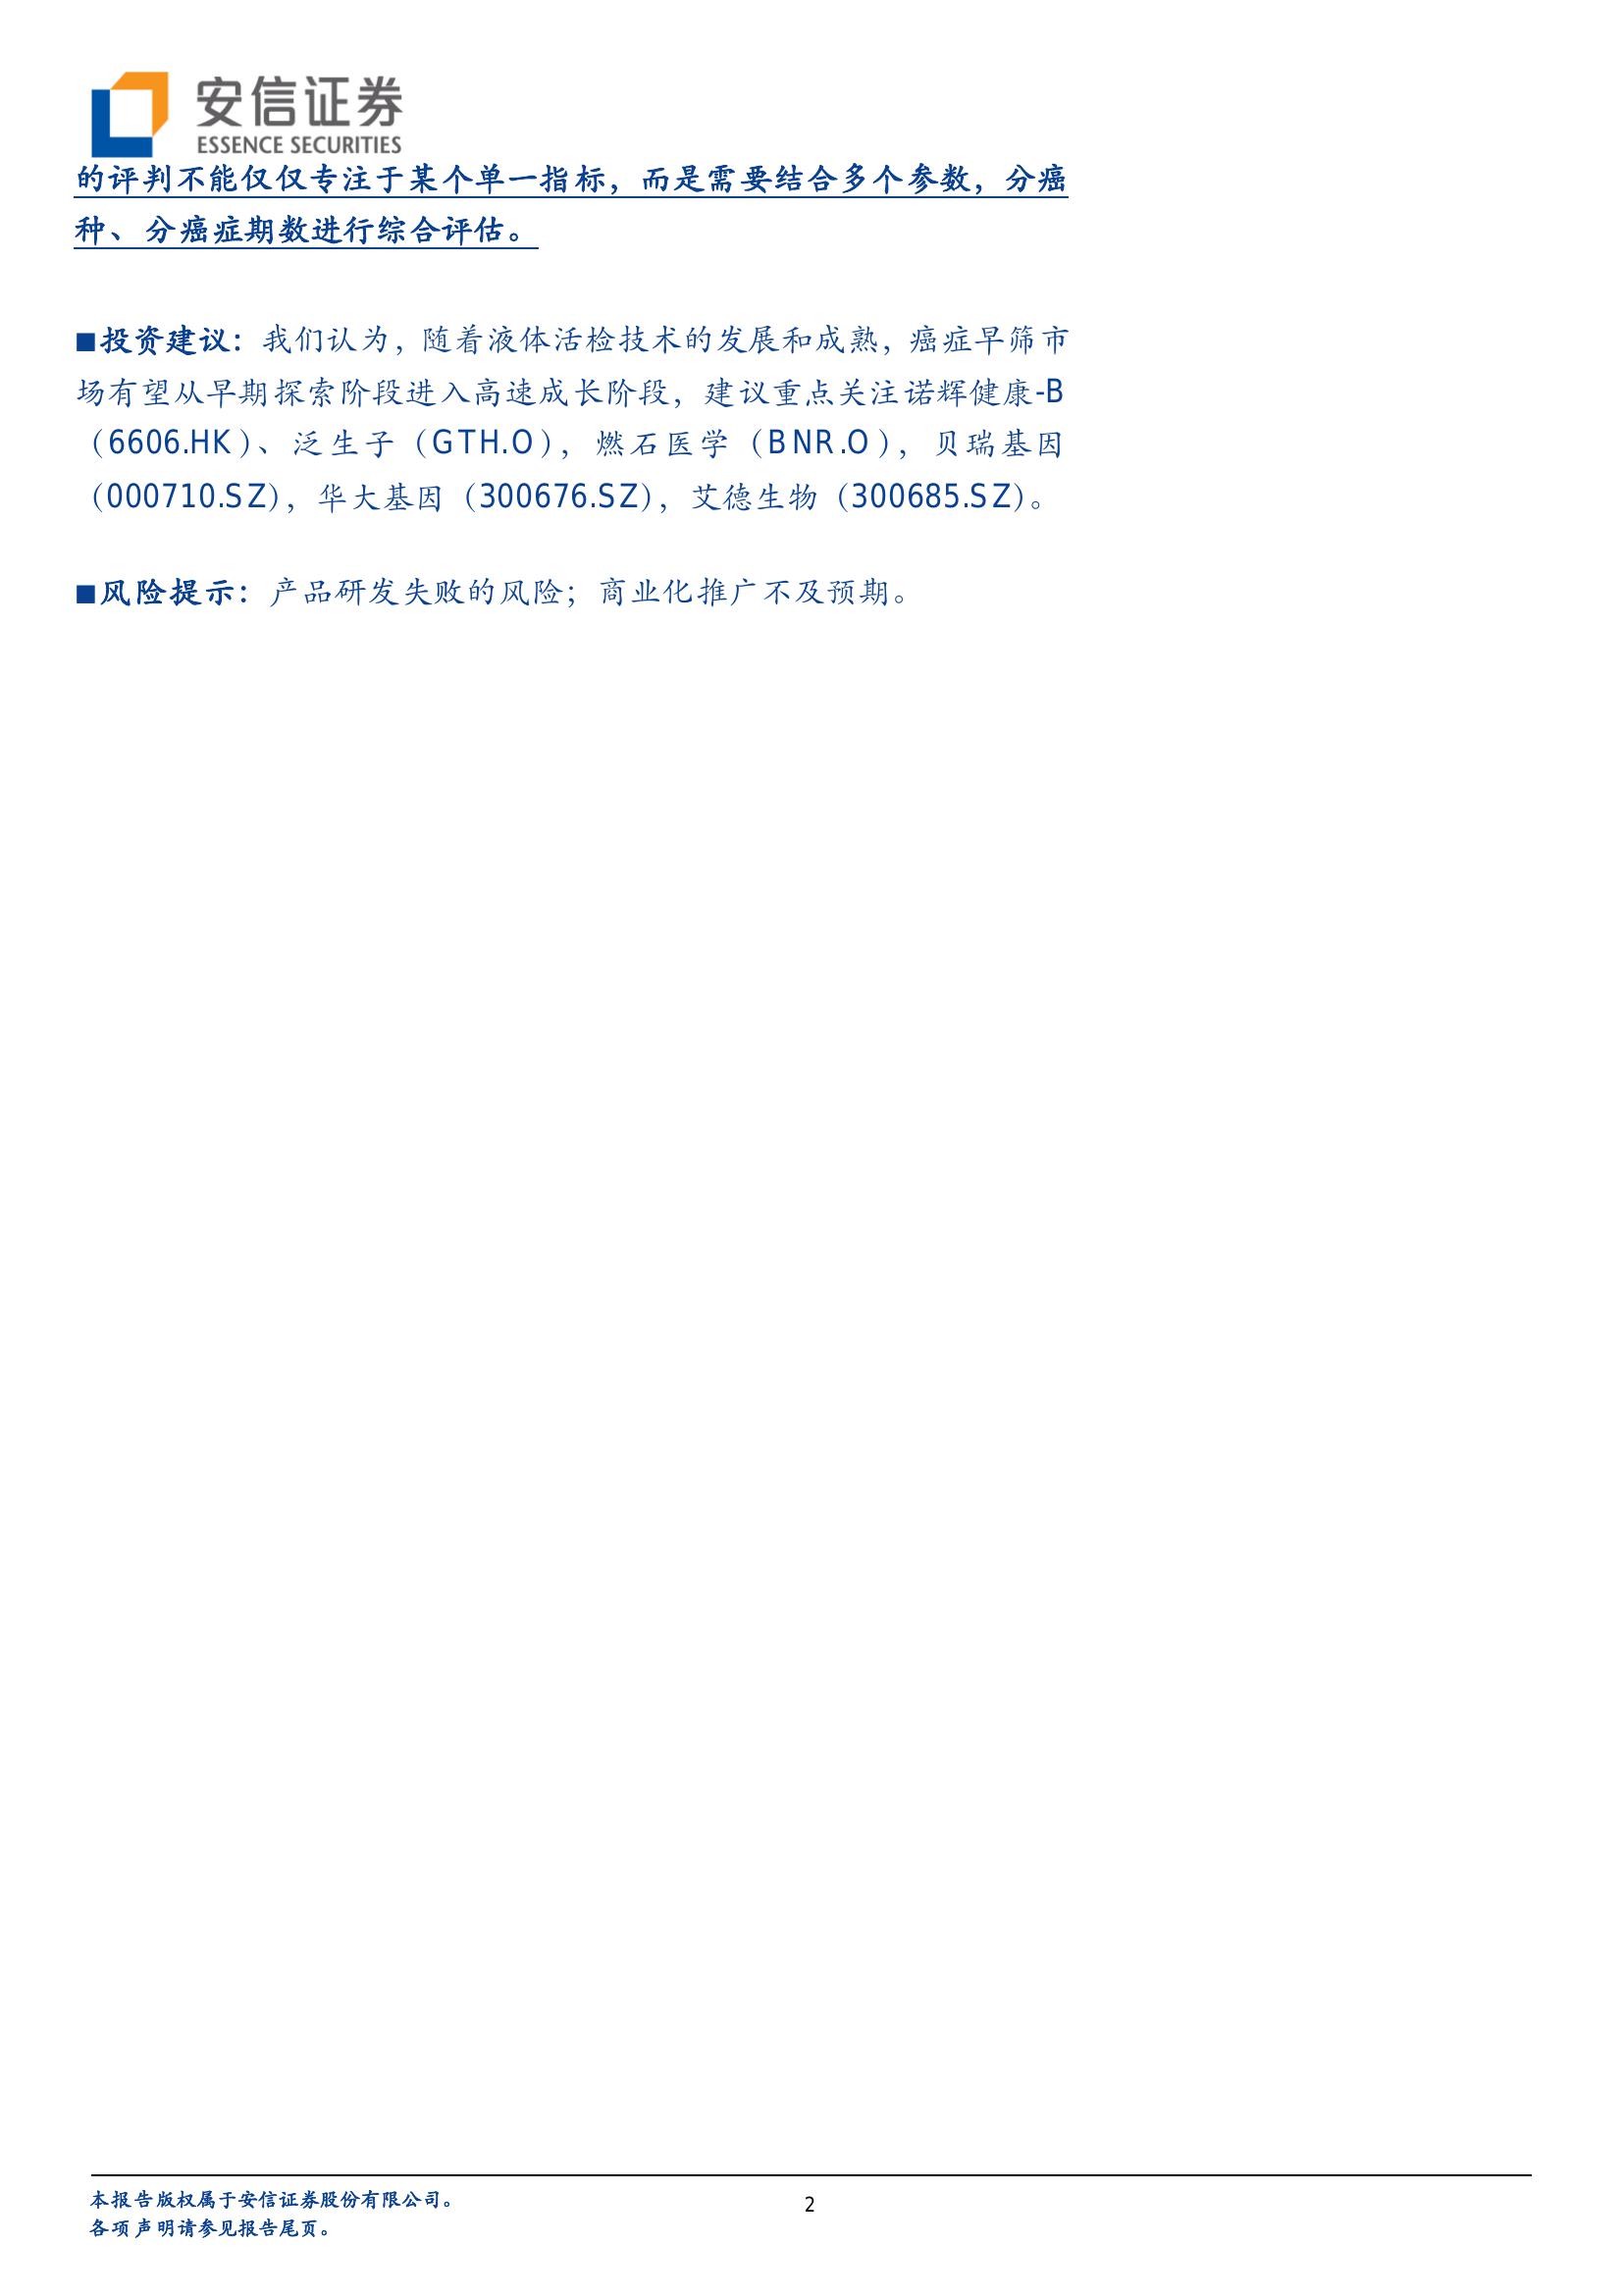 安信证券
ESSENCE SECURITIES
的评判不能仅仅专注于某个单一指标，而是需要结合多个参数，分癌
种、分癌症期数进行综合评估。
■投资建议：我们认为，随着液体活检技术的发展和成熟，癌症早筛市
场有望从早期探索阶段进入高速成长阶段，建议重点关注诺辉健康-B
（6606.HK）、泛生子（GTH.O），燃石医学（BNR.O），贝瑞基因
（000710.SZ），华大基因（300676.SZ），艾德生物（300685.SZ）。
■风险提示：产品研发失败的风险；商业化推广不及预期。
本报告版权属于安信证券股份有限公司。
2
各项声明请参见报告尾页。